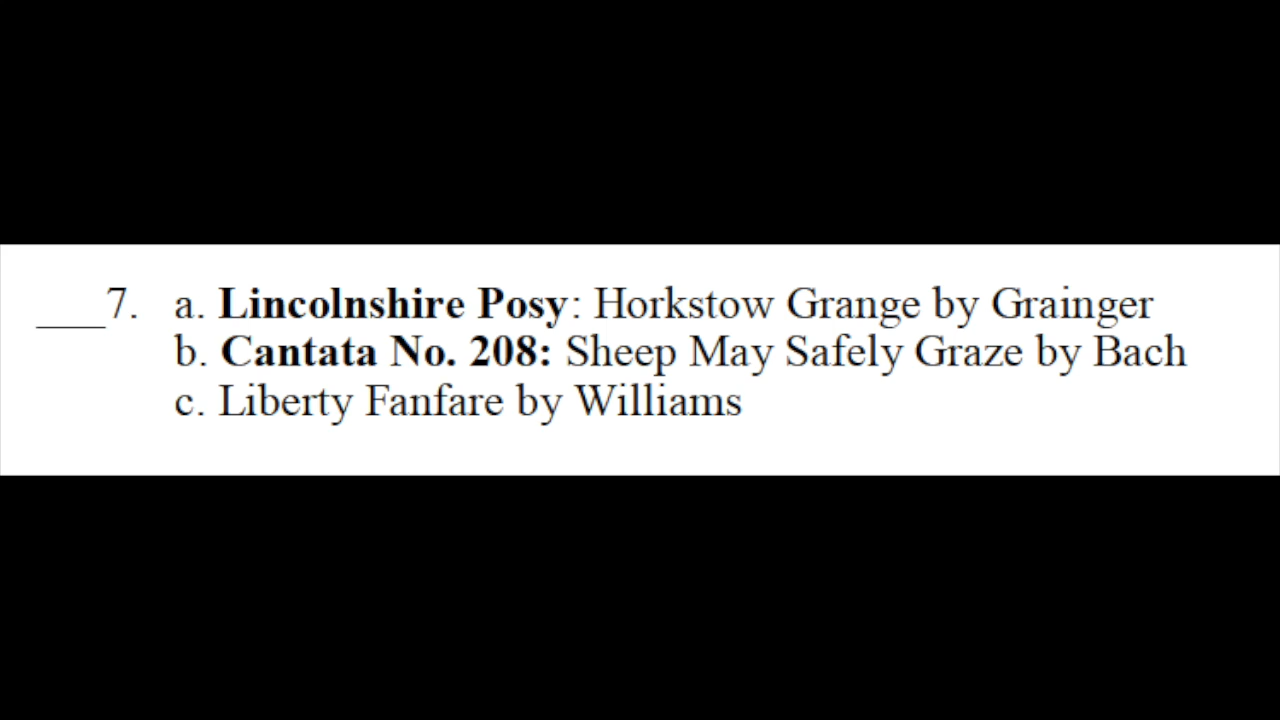 ___7. a. Lincolnshire Posy: Horkstow Grange by Grainger
b. Cantata No. 208: Sheep May Safely Graze by Bach
c. Liberty Fanfare by Williams